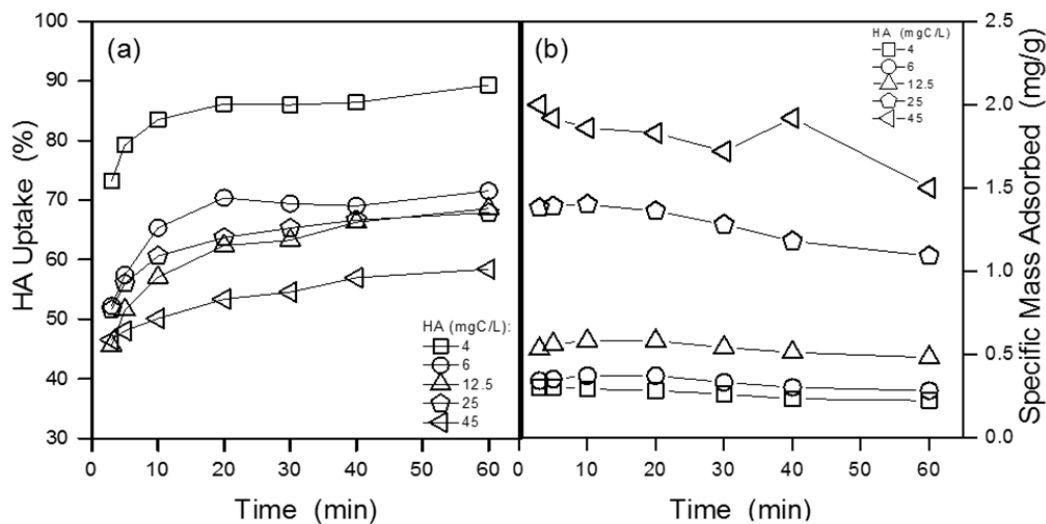 (a)
HA Uptake (%)
100
90
80
70
60
50
40
30
HA (mgC/L):
4
6
12.5
25
45
0 10 20 30 40 50 60
Time (min)
(b)
HA (mgC/L)
4
6
12.5
25
45
2.5
2.0
1.5
1.0
0.5
0.0
Specific Mass Adsorbed (mg/g)
0 10 20 30 40 50 60
Time (min)